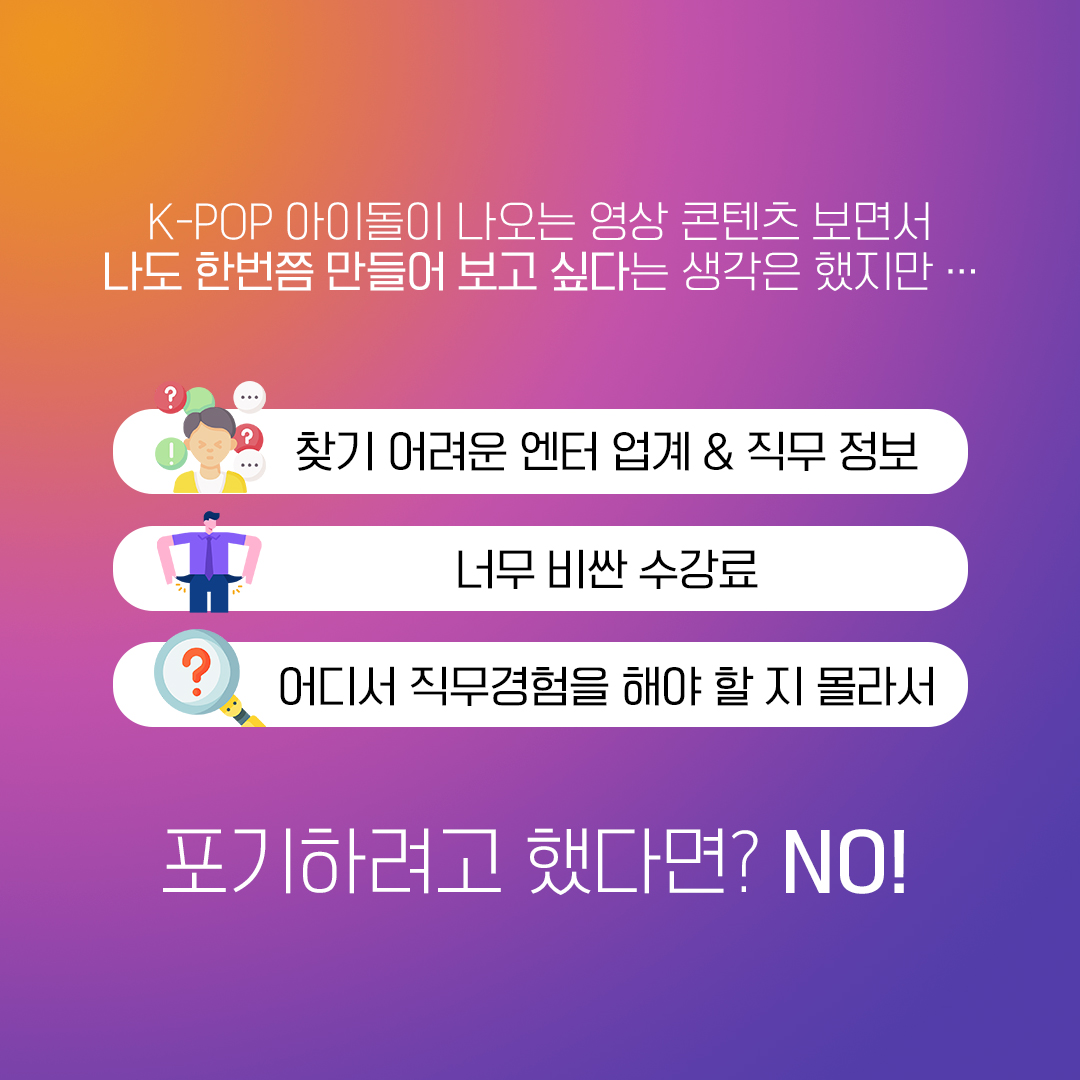 K-POP 아이돌이 나오는 영상 콘텐츠 보면서
나도 한번쯤 만들어 보고 싶다는 생각은 했지만 …
찾기 어려운 엔터 업계 & 직무 정보
너무 비싼 수강료
어디서 직무경험을 해야 할 지 몰라서
포기하려고 했다면? NO!